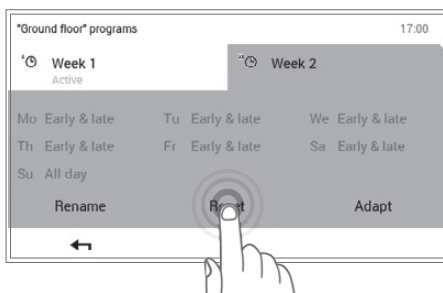 "Ground floor" programs 17:00
Week 1 Week 2
Active
Mo Early & late Tu Early & late We Early & late
Th Early & late Fr Early & late Sa Early & late
Su All day
Rename Reset Adapt